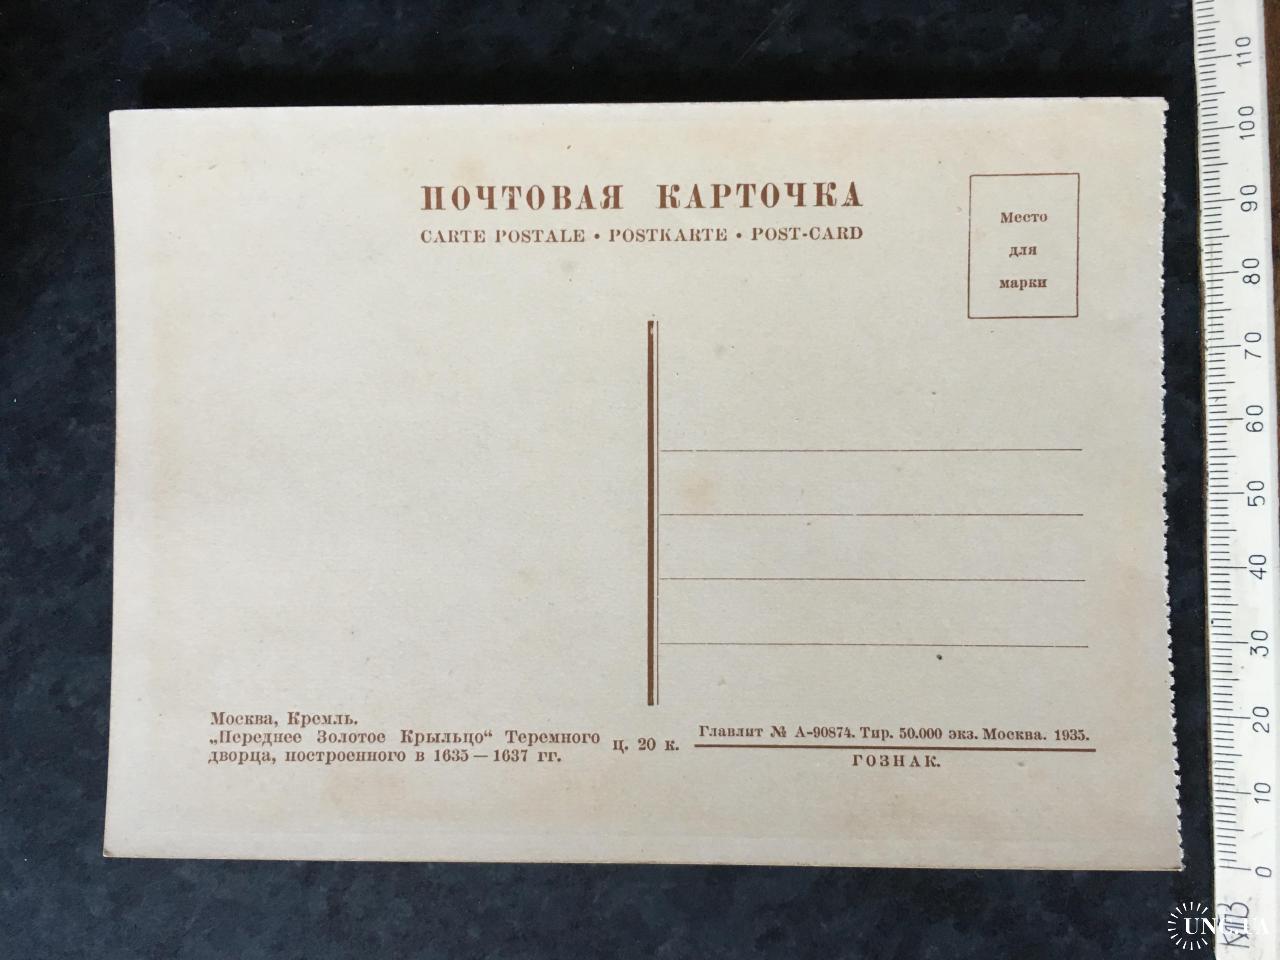 ПОЧТОВАЯ КАРТОЧКА
CARTE POSTALE • POSTKARTE • POST-CARD
Место
для
марки
Москва, Кремль.
„Переднее Золотое Крыльцо“ Теремного
дворца, построенного в 1635 — 1637 гг.
ц. 20 к.
Главлит № А-90874. Тир. 50.000 экз. Москва. 1935.
ГОЗНАК.
110
100
90
80
70
60
50
40
30
20
10
0
UNC.UA